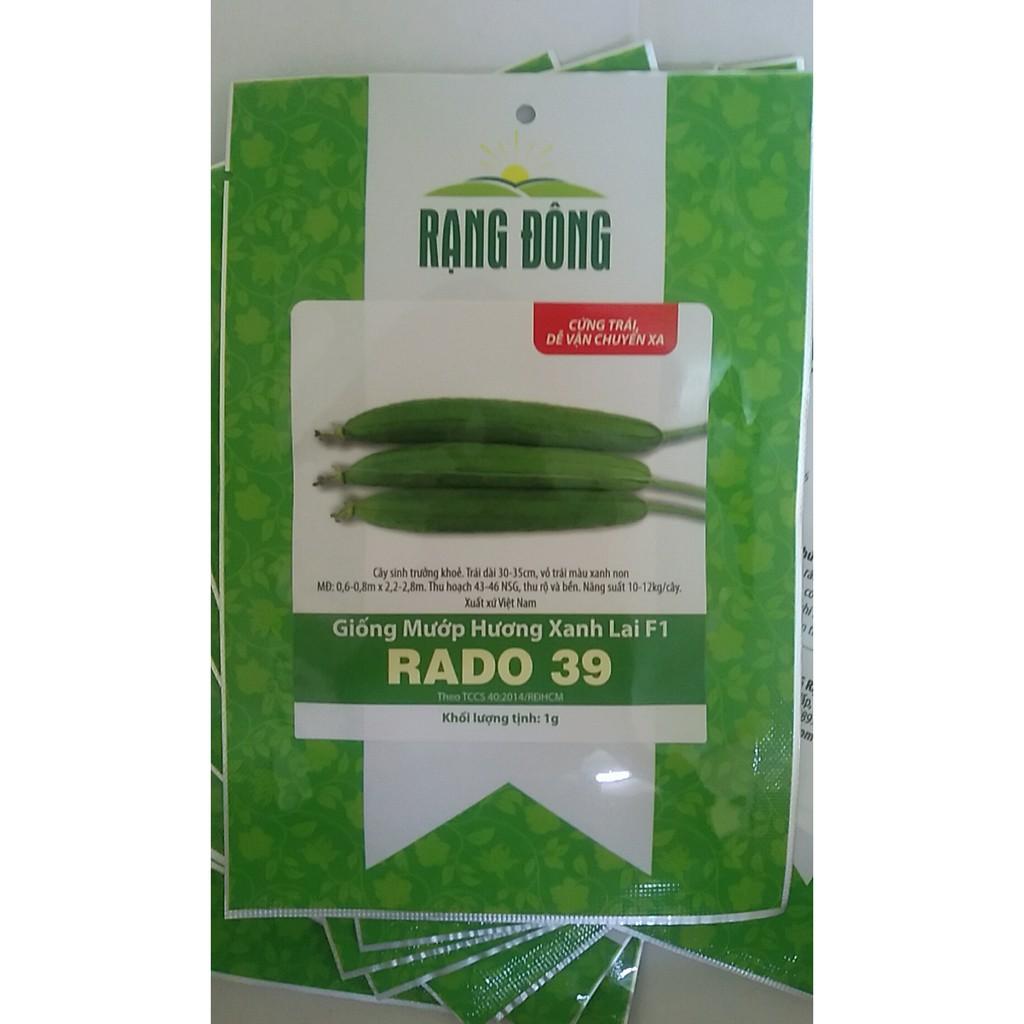 RẠNG ĐÔNG
CỨNG TRÁI,
DỄ VẬN CHUYỂN XA
Cây sinh trưởng khoẻ. Trái dài 30-35cm, vỏ trái màu xanh non
MĐ: 0,6-0,8m x 2,2-2,8m. Thu hoạch 43-46 NSG, thu rộ và bền. Năng suất 10-12kg/cây.
Xuất xứ Việt Nam
Giống Mướp Hương Xanh Lai F1
RADO 39
Theo TCCS 40:2014/RĐHCM
Khối lượng tịnh: 1g